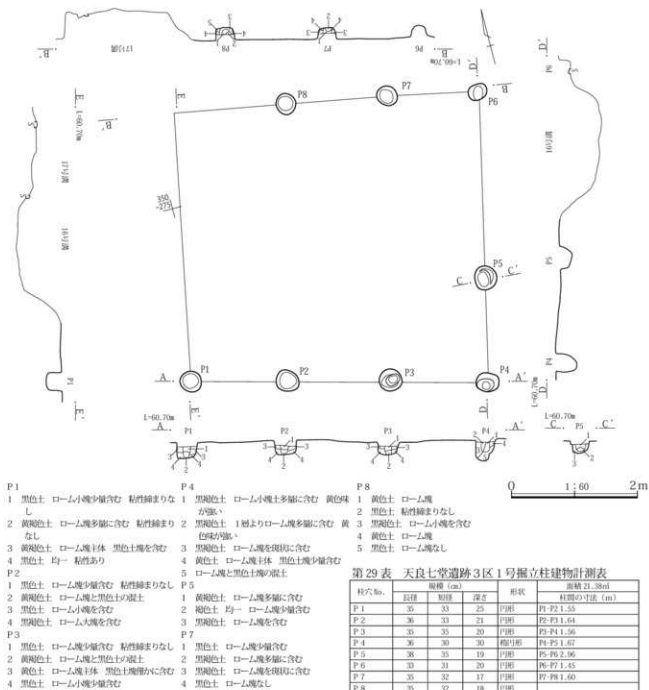 17号溝
P8
P7
P6
B′
B
L=60.70m
D′
E
P8
P7
P6
L=60.70m
17号溝
16号溝
350
-275
P5
C
C′
P1
P2
P3
P4
A
A′
E′
D
L=60.70m
P1
P2
P3
P4
P5
P1
1 黒色土 ローム小塊少量含む 粘性締まりな
し
2 黄褐色土 ローム塊多量に含む 粘性締まり
なし
3 黄褐色土 ローム塊主体 黒色土塊を含む
4 黒色土 均一 粘性あり
P2
1 黒色土 ローム塊少量含む 粘性締まりなし
2 黄褐色土 ローム塊と黒色土の混土
3 黒色土 ローム小塊を含む
4 黒褐色土 ローム大塊を含む
P3
1 黒色土 ローム塊少量含む 粘性締まりなし
2 黄褐色土 ローム塊と黒色土の混土
3 黄色土 ローム塊主体 黒色土塊僅かに含む
4 黒色土 ローム小塊少量含む
P4
1 黒褐色土 ローム小塊土多量に含む 黄色味
が強い
2 黒褐色土 1層よりローム塊多量に含む 黄
色味が強い
3 黒褐色土 ローム塊を斑状に含む
4 黄色土 ローム塊主体 黒色土塊少量含む
5 ローム塊と黒色土塊の混土
P5
1 黄色土 ローム塊多量に含む
2 褐色土 均一 ローム塊少量含む
3 黒褐色土 ローム塊を含む
P7
1 黄色土 ローム塊少量含む
2 黒褐色土 ローム塊多量に含む
3 黒褐色土 ローム塊を斑状に含む
4 黄褐色土 ローム塊なし
P8
1 黄色土 ローム塊
2 黒色土 粘性締まりなし
3 黒褐色土 ローム小塊を含む
4 黄色土 ローム塊
5 黒色土 ローム塊なし
0 1:60 2m
第29表 天良七堂遺跡3区1号掘立柱建物計測表
柱穴No. 規模(cm) 形状 面積 21.38㎡
長径 短径 深さ 柱間の寸法(m)
P1 35 33 25 円形 P1-P2 1.55
P2 36 33 21 円形 P2-P3 1.64
P3 35 35 20 円形 P3-P4 1.56
P4 36 30 30 楕円形 P4-P5 1.67
P5 38 35 19 円形 P5-P6 2.96
P6 33 31 20 円形 P6-P7 1.45
P7 35 32 17 円形 P7-P8 1.60
P8 35 32 18 円形